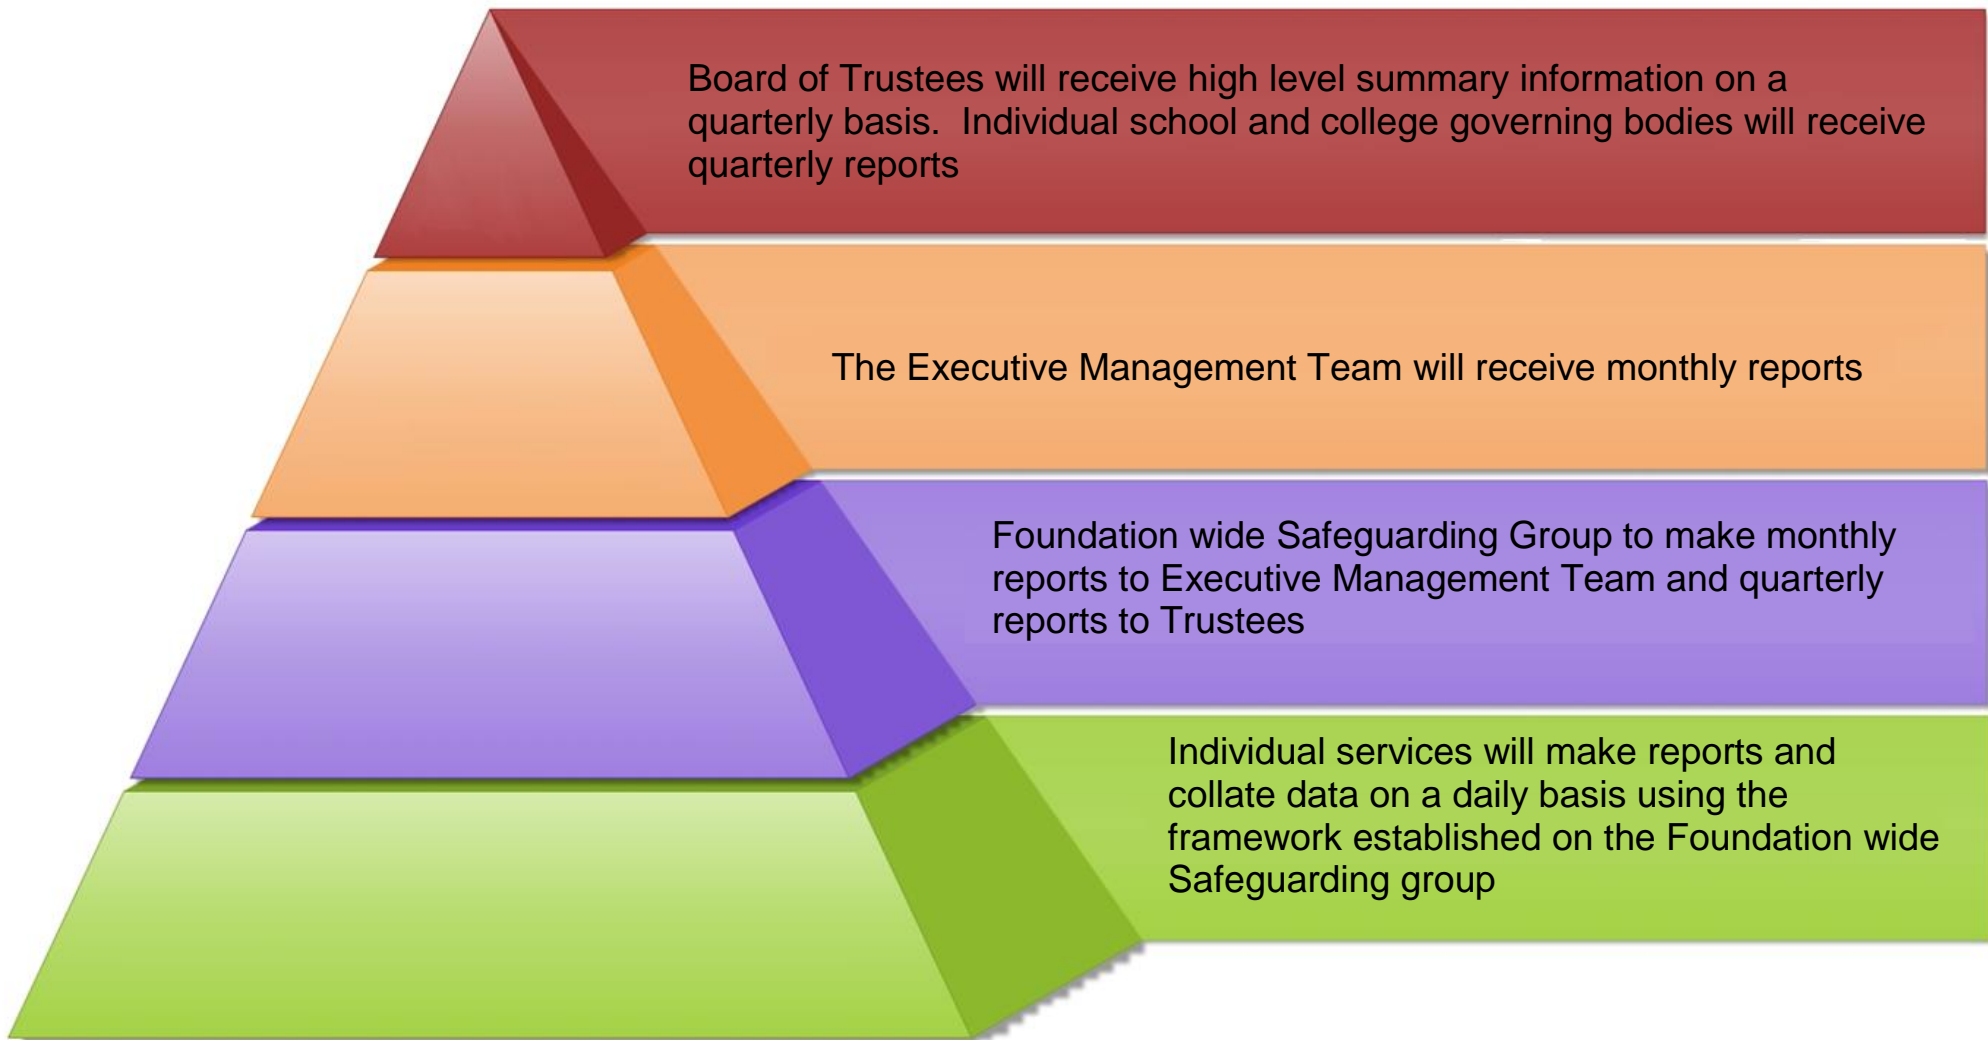 Board of Trustees will receive high level summary information on a
quarterly basis.  Individual school and college governing bodies will receive
quarterly reports
The Executive Management Team will receive monthly reports
Foundation wide Safeguarding Group to make monthly
reports to Executive Management Team and quarterly
reports to Trustees
Individual services will make reports and
collate data on a daily basis using the
framework established on the Foundation wide
Safeguarding group